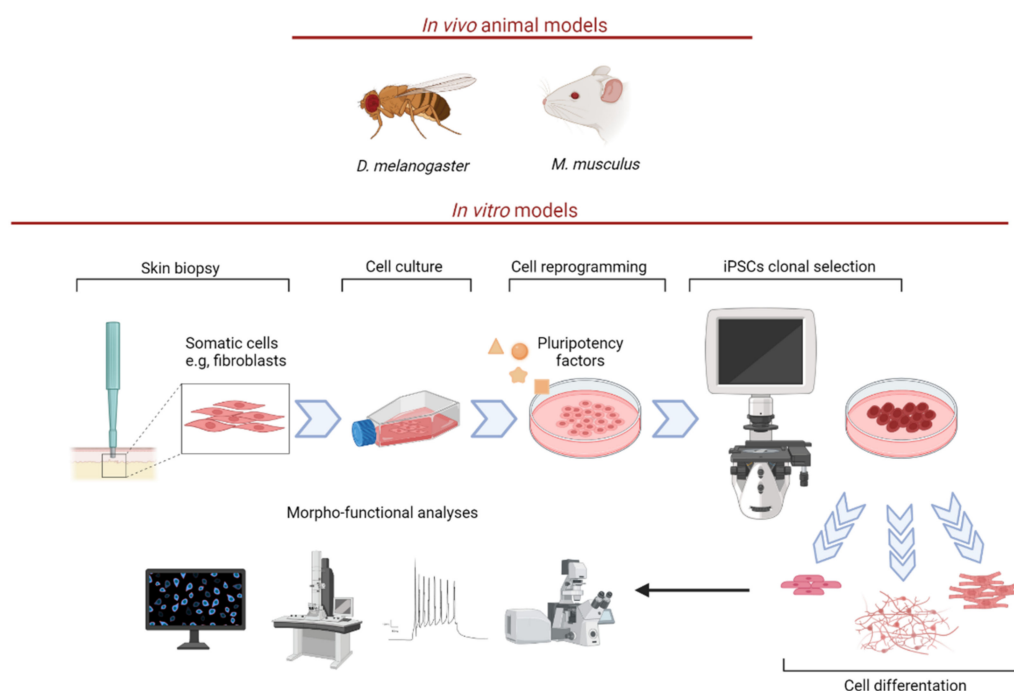 In vivo animal models
D. melanogaster
M. musculus
In vitro models
Skin biopsy
Cell culture
Cell reprogramming
iPSCs clonal selection
Somatic cells
e.g, fibroblasts
Pluripotency
factors
Morpho-functional analyses
Cell differentation